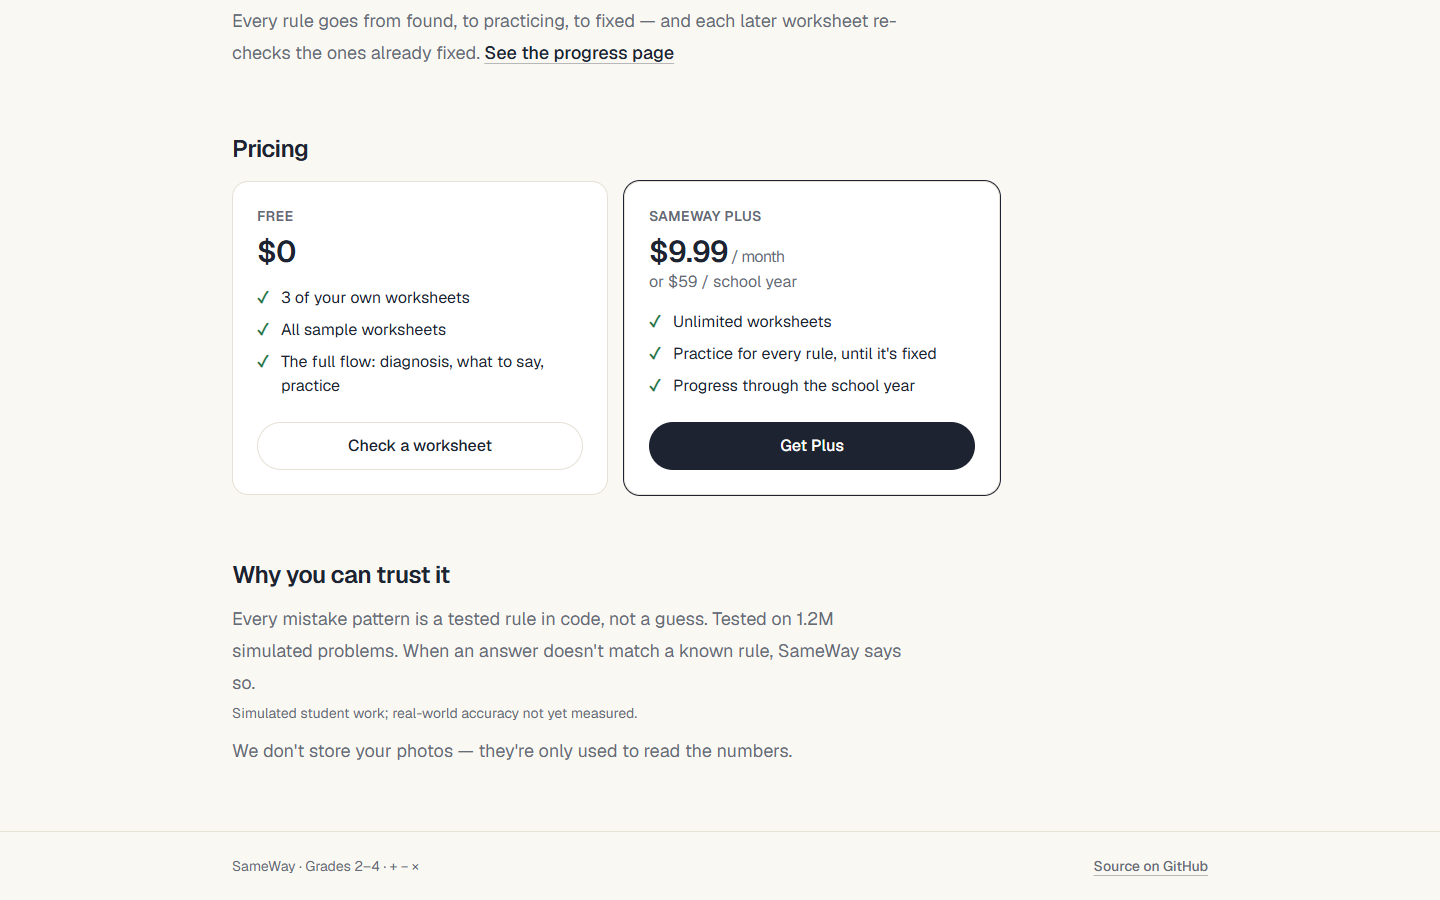 Every rule goes from found, to practicing, to fixed — and each later worksheet re-
checks the ones already fixed. See the progress page
Pricing
FREE
$0
✓ 3 of your own worksheets
✓ All sample worksheets
✓ The full flow: diagnosis, what to say,
practice
Check a worksheet
SAMEWAY PLUS
$9.99 / month
or $59 / school year
✓ Unlimited worksheets
✓ Practice for every rule, until it's fixed
✓ Progress through the school year
Get Plus
Why you can trust it
Every mistake pattern is a tested rule in code, not a guess. Tested on 1.2M
simulated problems. When an answer doesn't match a known rule, SameWay says
so.
Simulated student work; real-world accuracy not yet measured.
We don't store your photos — they're only used to read the numbers.
SameWay · Grades 2–4 · + − ×
Source on GitHub